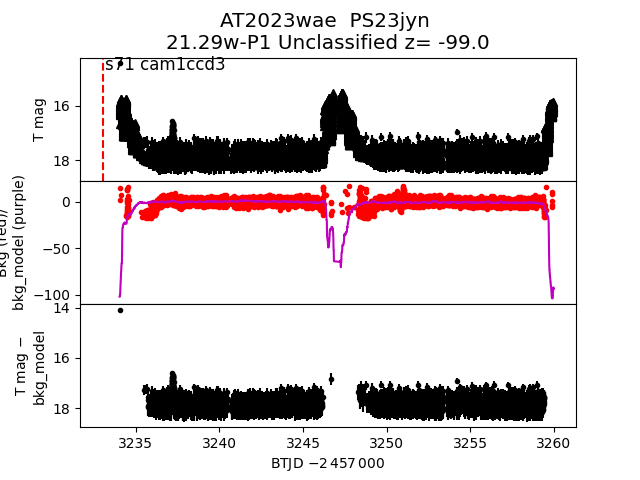 AT2023wae  PS23jyn
21.29w-P1 Unclassified z= -99.0
s71 cam1ccd3
T mag
16
18
Bkg (red)/
bkg_model (purple)
0
−50
−100
T mag −
bkg_model
14
16
18
3235 3240 3245 3250 3255 3260
BTJD −2 457 000